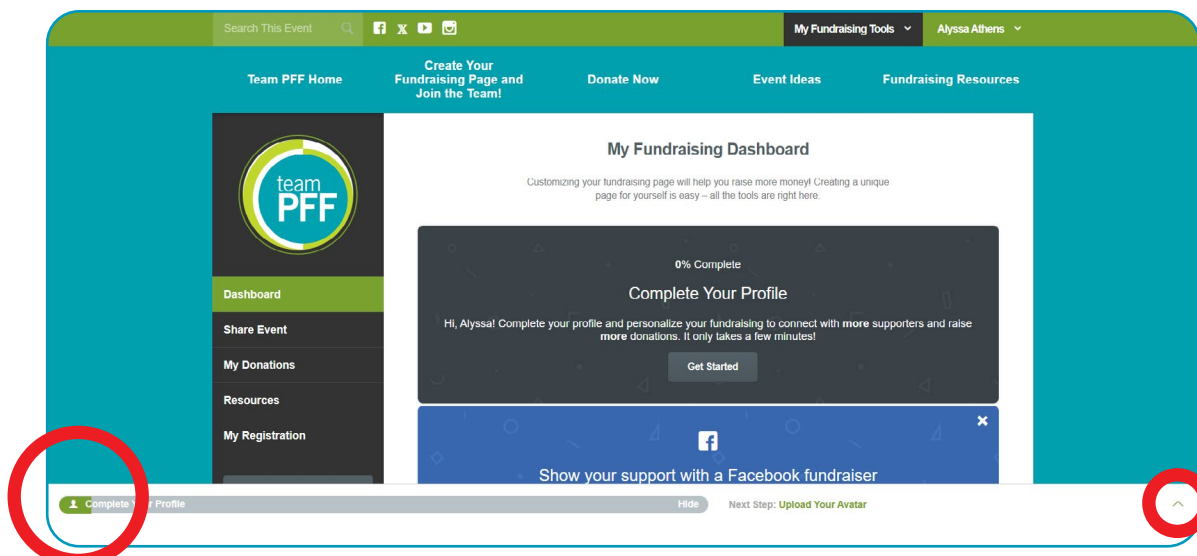 Search This Event
My Fundraising Tools
Alyssa Athens
Team PFF Home
Create Your
Fundraising Page and
Join the Team!
Donate Now
Event Ideas
Fundraising Resources
team
PFF
Dashboard
Share Event
My Donations
Resources
My Registration
My Fundraising Dashboard
Customizing your fundraising page will help you raise more money! Creating a unique
page for yourself is easy – all the tools are right here.
0% Complete
Complete Your Profile
Hi, Alyssa! Complete your profile and personalize your fundraising to connect with more supporters and raise
more donations. It only takes a few minutes!
Get Started
Show your support with a Facebook fundraiser
Complete Your Profile
Hide
Next Step: Upload Your Avatar